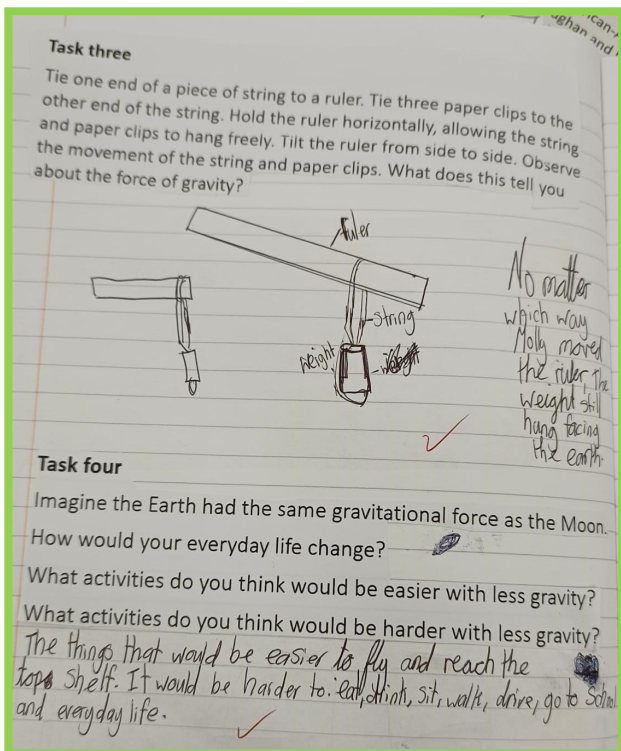 ican-
ghan and
Task three
Tie one end of a piece of string to a ruler. Tie three paper clips to the
other end of the string. Hold the ruler horizontally, allowing the string
and paper clips to hang freely. Tilt the ruler from side to side. Observe
the movement of the string and paper clips. What does this tell you
about the force of gravity?
ruler
string
weight
No matter
which way
Molly moved
the ruler, The
weight still
hang facing
the earth.
Task four
Imagine the Earth had the same gravitational force as the Moon.
How would your everyday life change?
What activities do you think would be easier with less gravity?
What activities do you think would be harder with less gravity?
The things that would be easier to fly and reach the
top shelf. It would be harder to: eat, drink, sit, walk, drive, go to School
and everyday life.